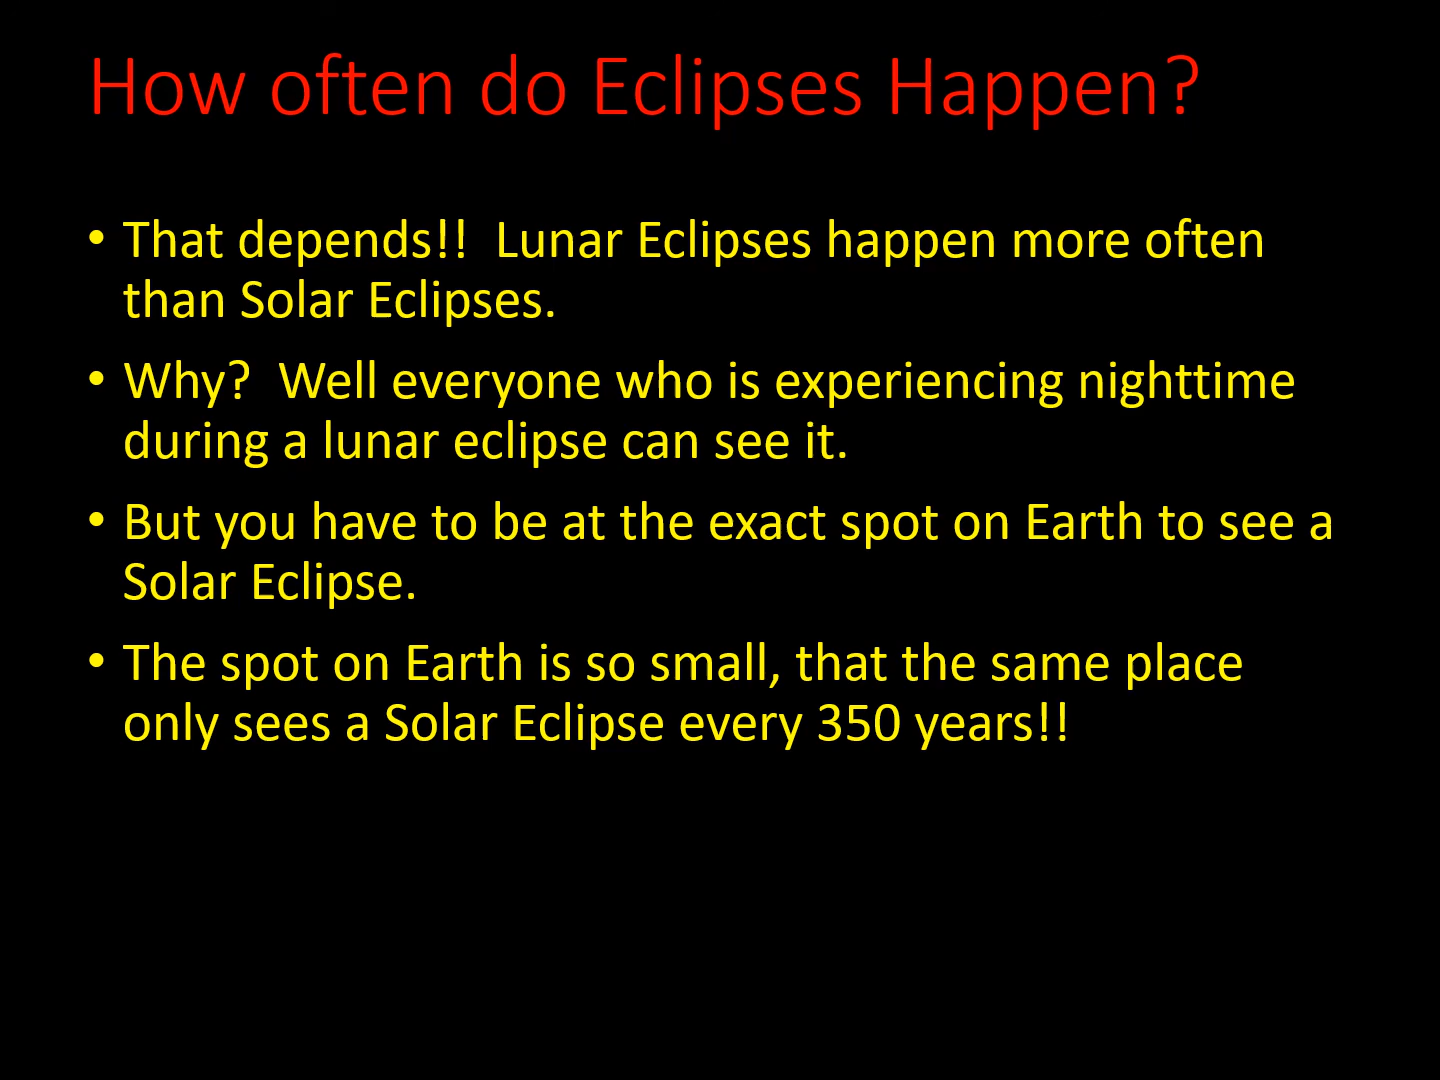 How often do Eclipses Happen?
• That depends!!  Lunar Eclipses happen more often
than Solar Eclipses.
• Why?  Well everyone who is experiencing nighttime
during a lunar eclipse can see it.
• But you have to be at the exact spot on Earth to see a
Solar Eclipse.
• The spot on Earth is so small, that the same place
only sees a Solar Eclipse every 350 years!!